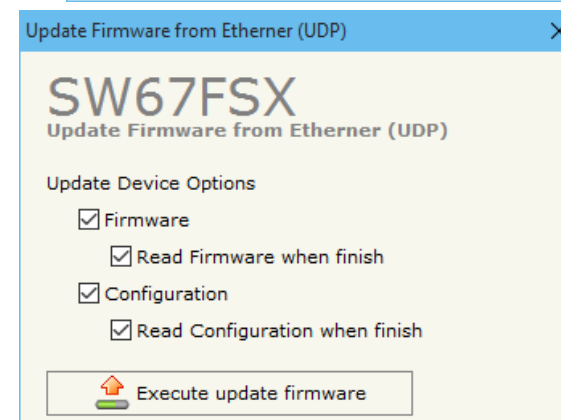 Update Firmware from Etherner (UDP)
SW67FSX
Update Firmware from Etherner (UDP)
Update Device Options
Firmware
Read Firmware when finish
Configuration
Read Configuration when finish
Execute update firmware